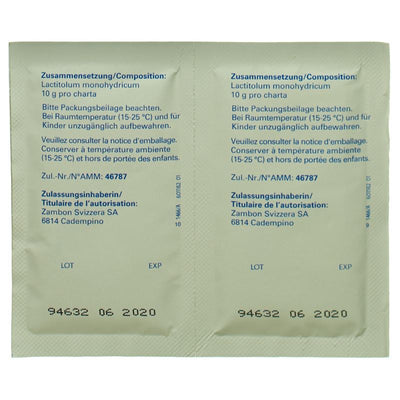 Zusammensetzung/Composition:
Lactitolum monohydricum
10 g pro charta
Bitte Packungsbeilage beachten.
Bei Raumtemperatur (15-25 °C) und für
Kinder unzugänglich aufbewahren.
Veuillez consulter la notice d'emballage.
Conserver à température ambiante
(15-25 °C) et hors de portée des enfants.
Zul.-Nr./N°AMM: 46787
Zulassungsinhaberin/
Titulaire de l'autorisation:
Zambon Svizzera SA
6814 Cadempino
LOT EXP
94632 06 2020
Zusammensetzung/Composition:
Lactitolum monohydricum
10 g pro charta
Bitte Packungsbeilage beachten.
Bei Raumtemperatur (15-25 °C) und für
Kinder unzugänglich aufbewahren.
Veuillez consulter la notice d'emballage.
Conserver à température ambiante
(15-25 °C) et hors de portée des enfants.
Zul.-Nr./N°AMM: 46787
Zulassungsinhaberin/
Titulaire de l'autorisation:
Zambon Svizzera SA
6814 Cadempino
LOT EXP
94632 06 2020